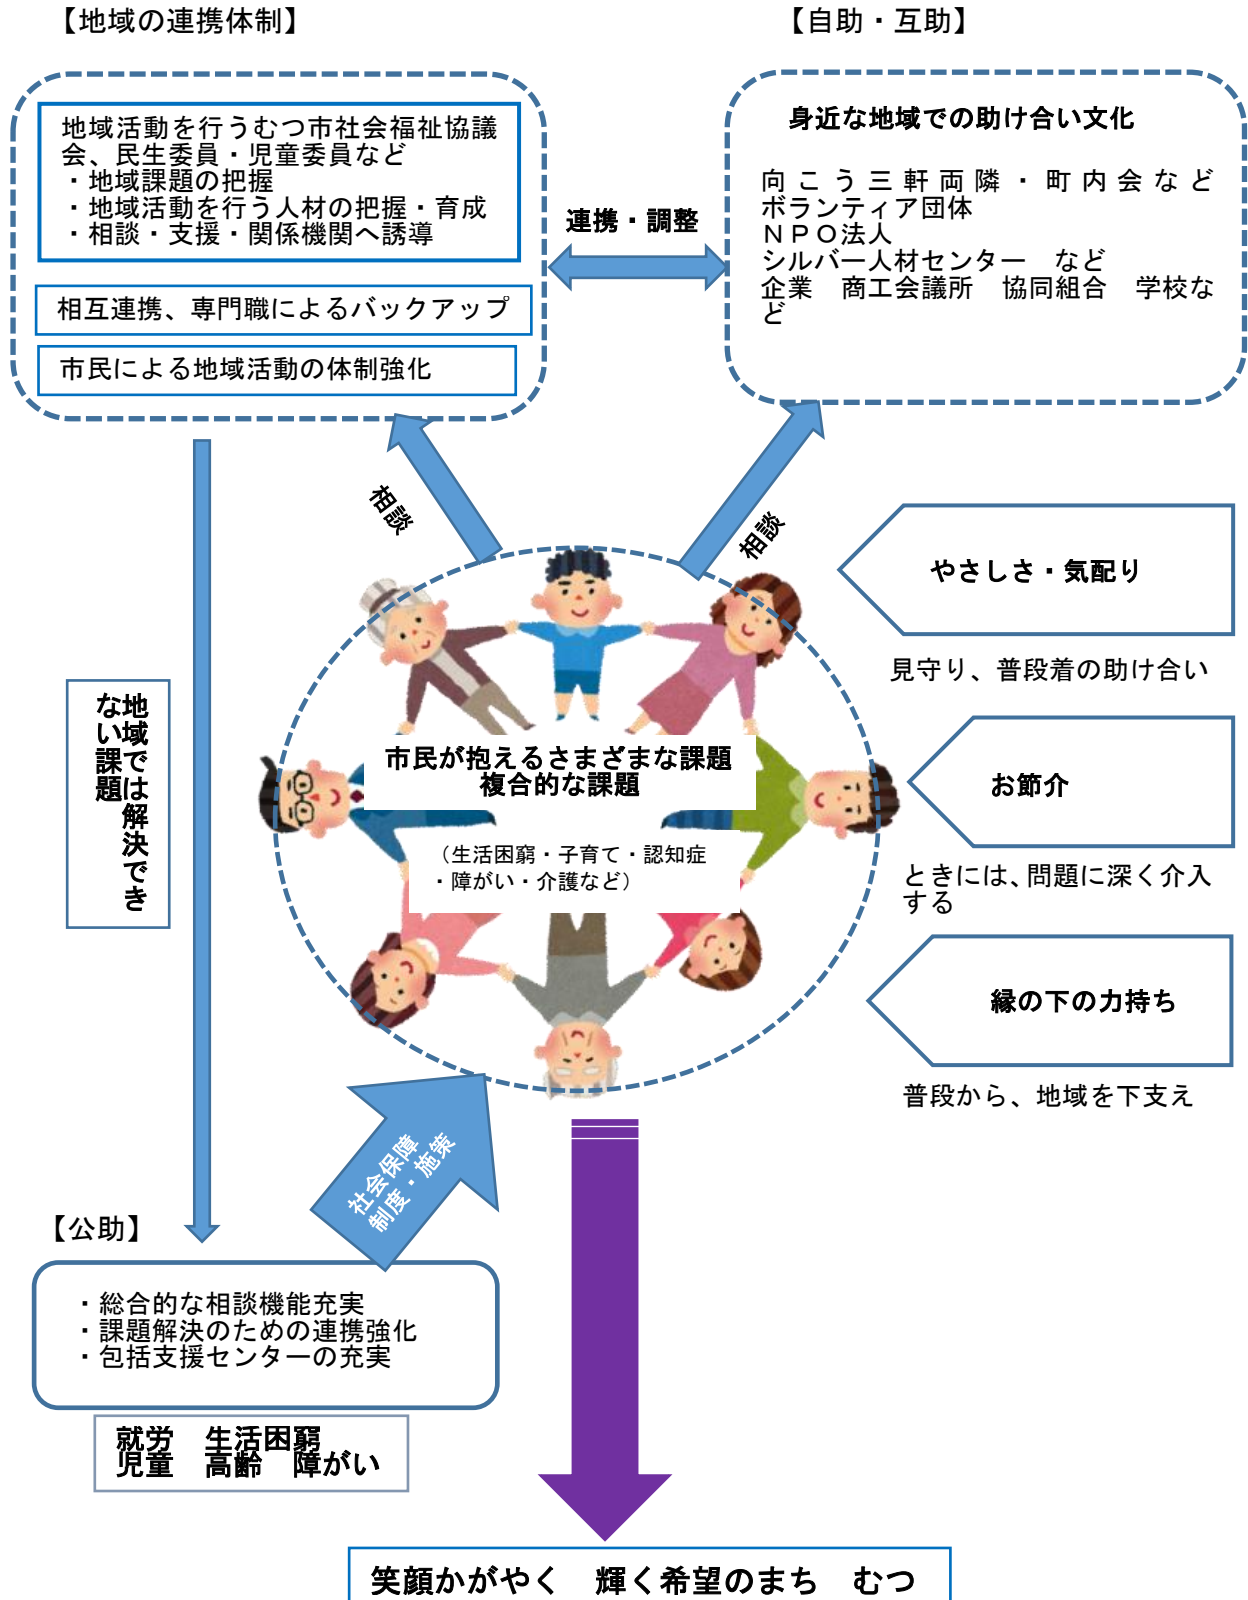 【地域の連携体制】
【自助・互助】
地域活動を行うむつ市社会福祉協議
会、民生委員・児童委員など
・地域課題の把握
・地域活動を行う人材の把握・育成
・相談・支援・関係機関へ誘導
相互連携、専門職によるバックアップ
市民による地域活動の体制強化
連携・調整
身近な地域での助け合い文化
向こう三軒両隣・町内会など
ボランティア団体
ＮＰＯ法人
シルバー人材センター　など
企業　商工会議所　協同組合　学校な
ど
相談
相談
やさしさ・気配り
見守り、普段着の助け合い
お節介
ときには、問題に深く介入
する
縁の下の力持ち
普段から、地域を下支え
市民が抱えるさまざまな課題
複合的な課題
（生活困窮・子育て・認知症
・障がい・介護など）
地域では解決でき
ない課題
社会保障
制度・施策
【公助】
・総合的な相談機能充実
・課題解決のための連携強化
・包括支援センターの充実
就労　生活困窮
児童　高齢　障がい
笑顔かがやく　輝く希望のまち　むつ